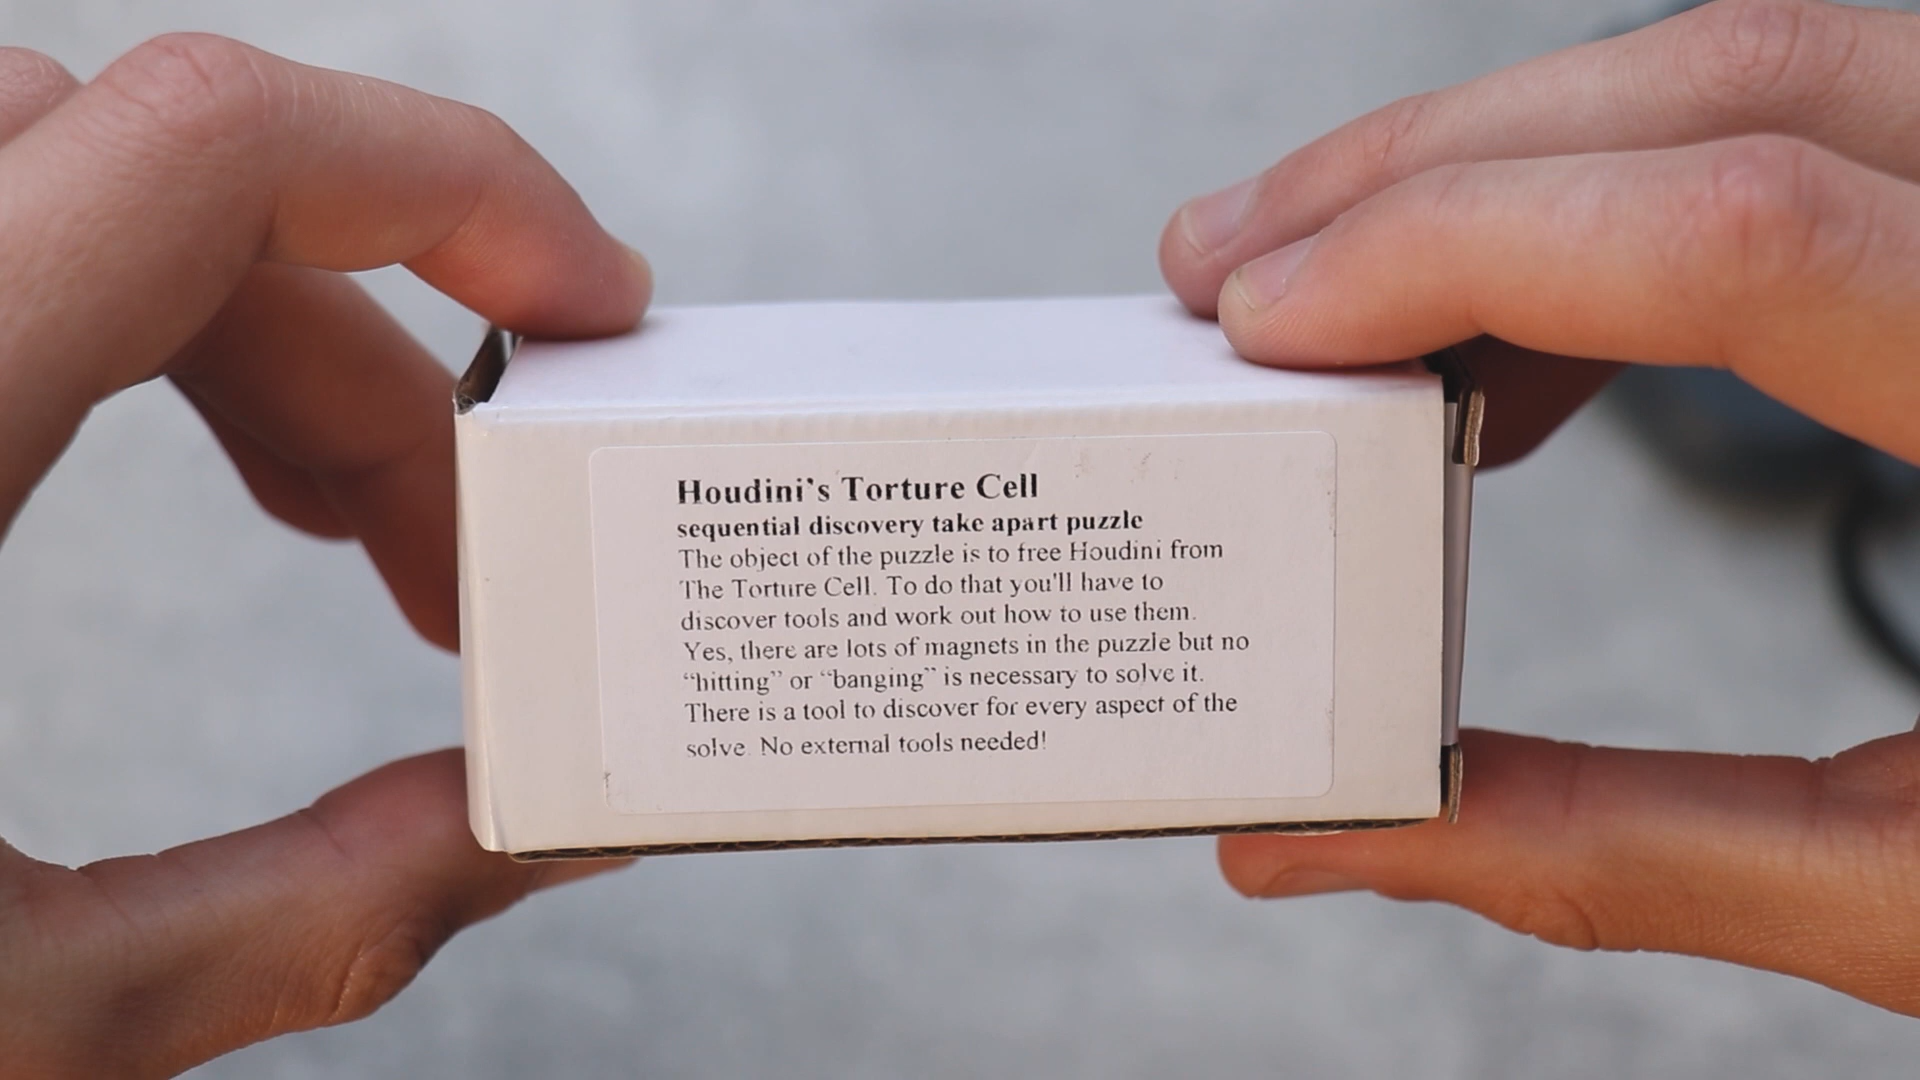 Houdini's Torture Cell
sequential discovery take apart puzzle
The object of the puzzle is to free Houdini from
The Torture Cell. To do that you'll have to
discover tools and work out how to use them.
Yes, there are lots of magnets in the puzzle but no
“hitting” or “banging” is necessary to solve it.
There is a tool to discover for every aspect of the
solve. No external tools needed!